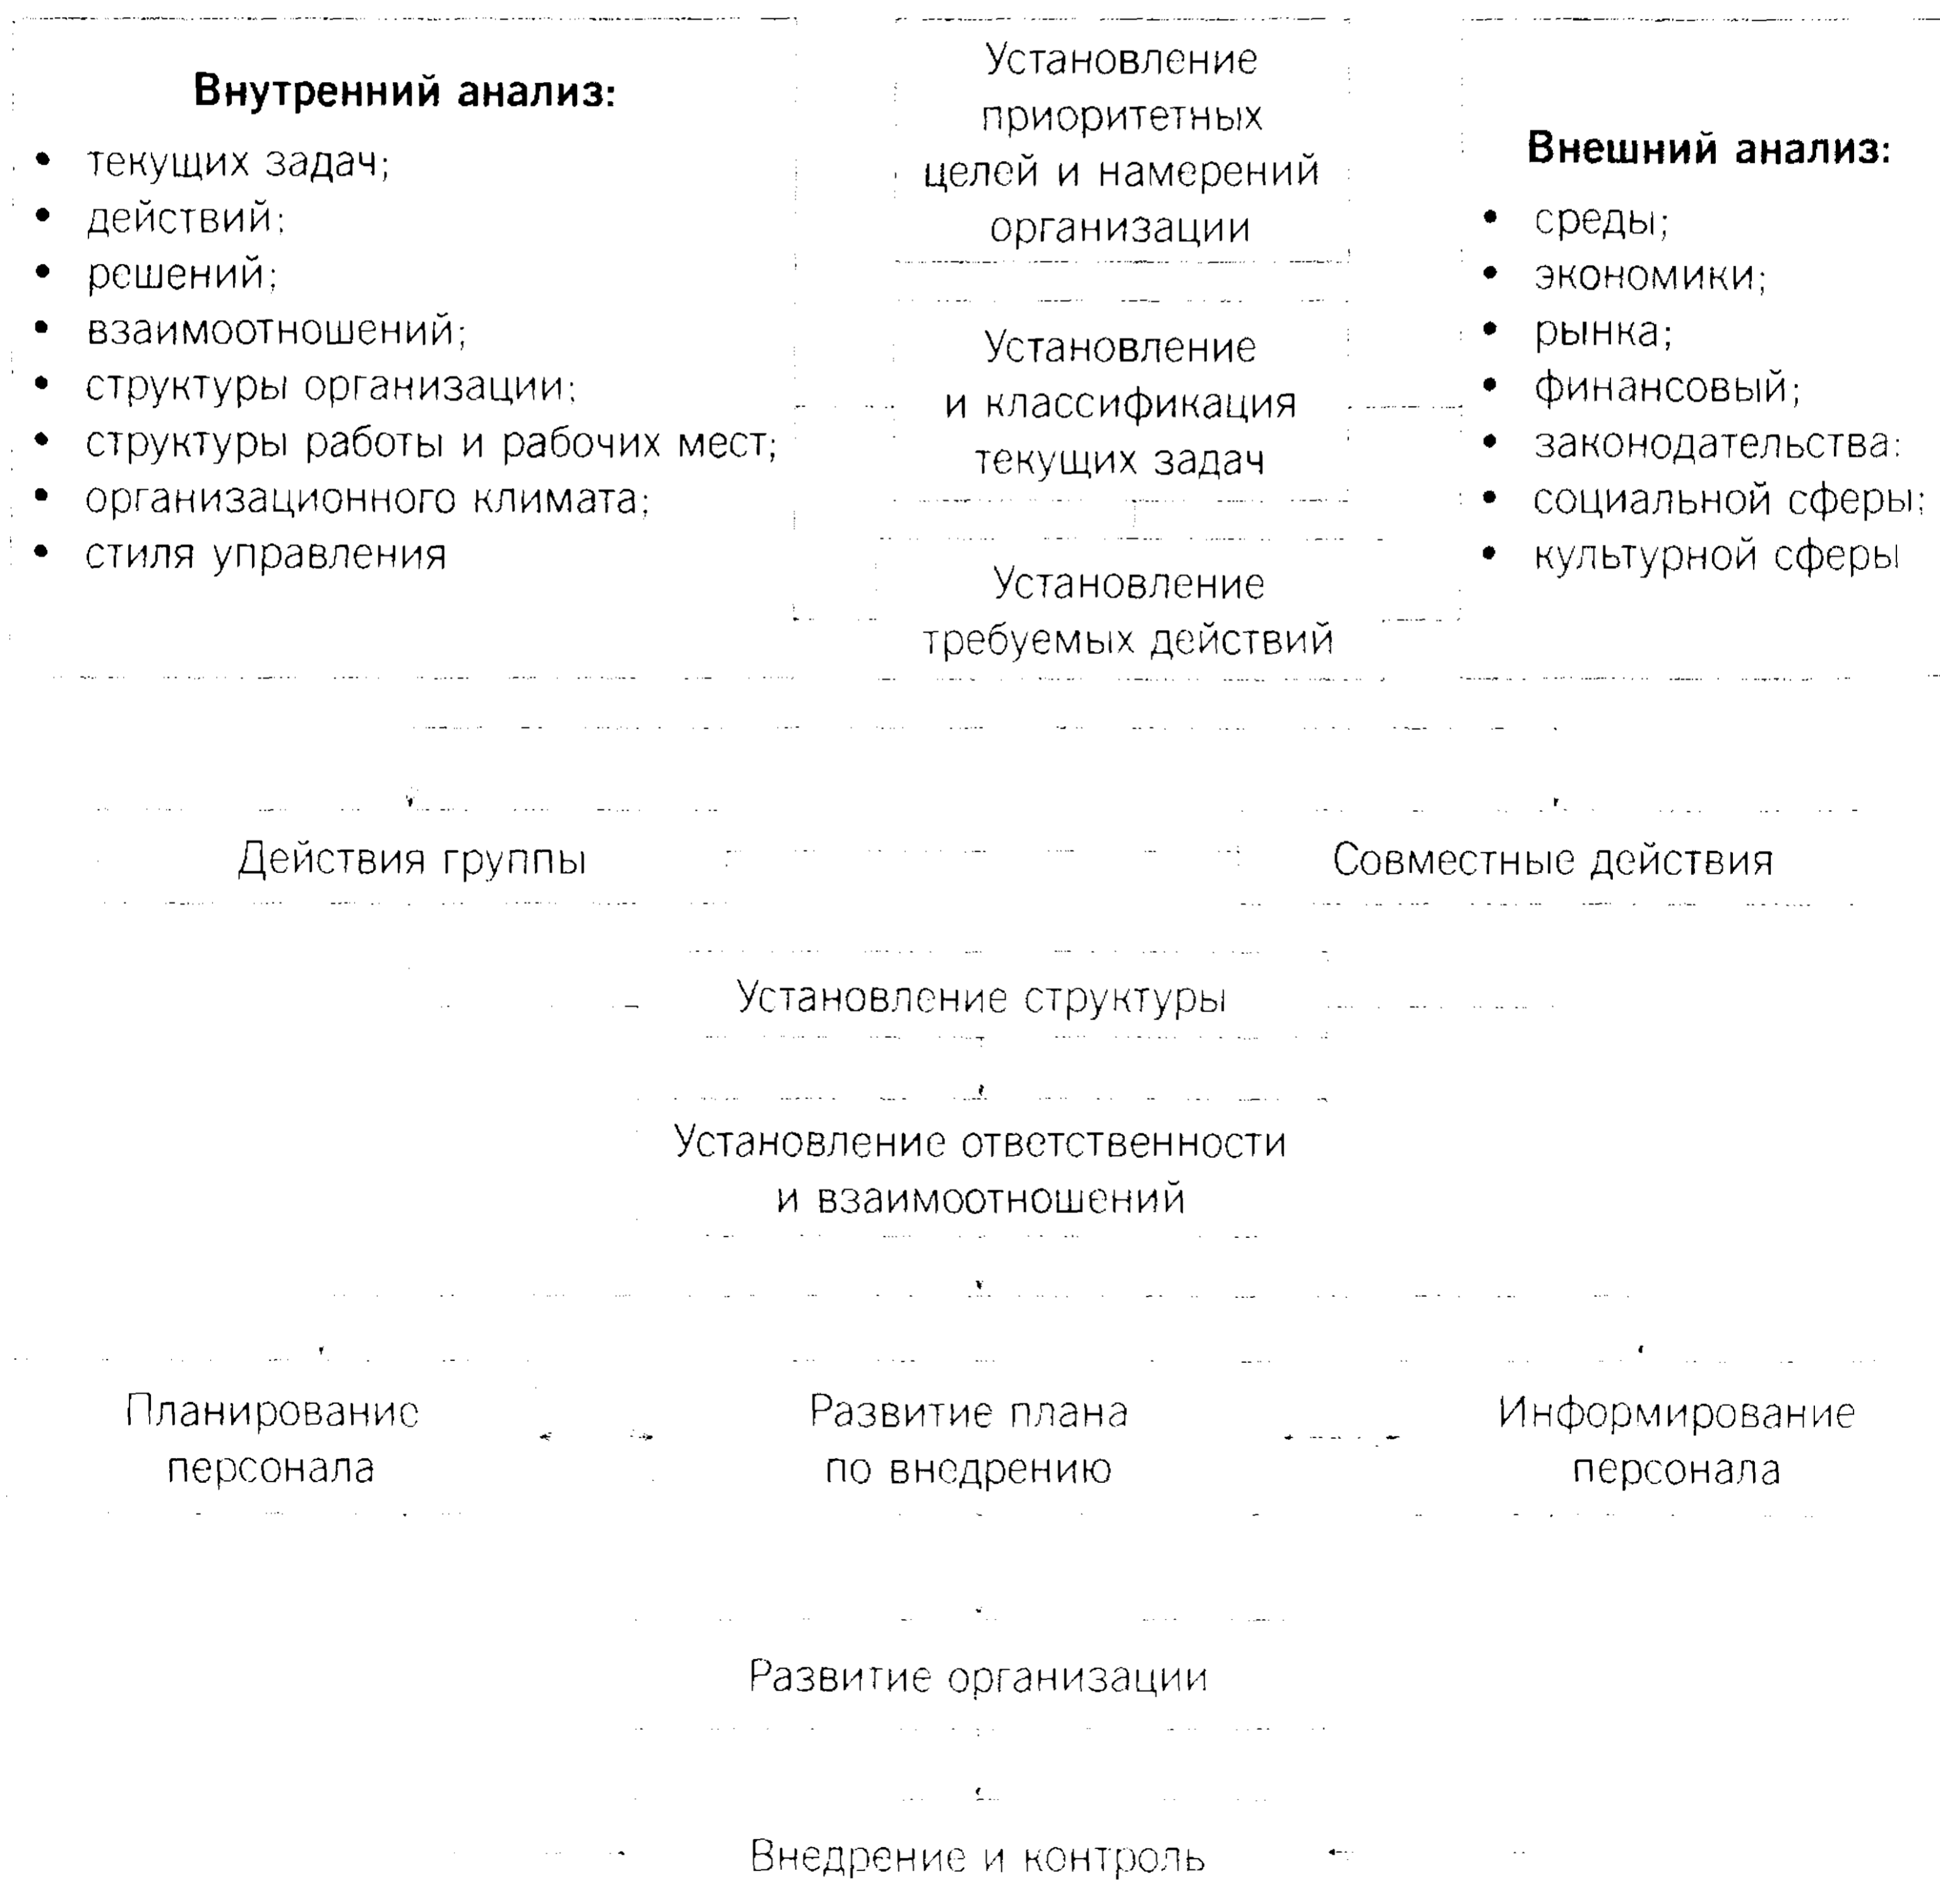 Внутренний анализ:
• текущих задач;
• действий;
• решений;
• взаимоотношений;
• структуры организации;
• структуры работы и рабочих мест;
• организационного климата;
• стиля управления
Установление
приоритетных
целей и намерений
организации
Установление
и классификация
текущих задач
Установление
требуемых действий
Внешний анализ:
• среды;
• экономики;
• рынка;
• финансовый;
• законодательства:
• социальной сферы;
• культурной сферы
Действия группы
Совместные действия
Установление структуры
Установление ответственности
и взаимоотношений
Планирование
персонала
Развитие плана
по внедрению
Информирование
персонала
Развитие организации
Внедрение и контроль